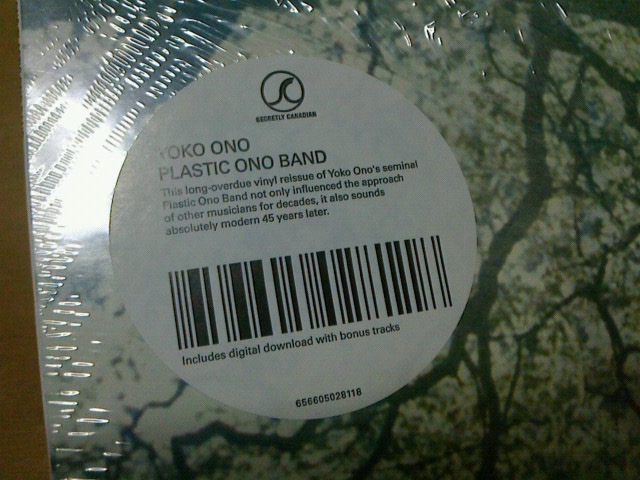 SECRETLY CANADIAN
YOKO ONO
PLASTIC ONO BAND
This long-overdue vinyl reissue of Yoko Ono's seminal
Plastic Ono Band not only influenced the approach
of other musicians for decades, it also sounds
absolutely modern 45 years later.
Includes digital download with bonus tracks
656605028118